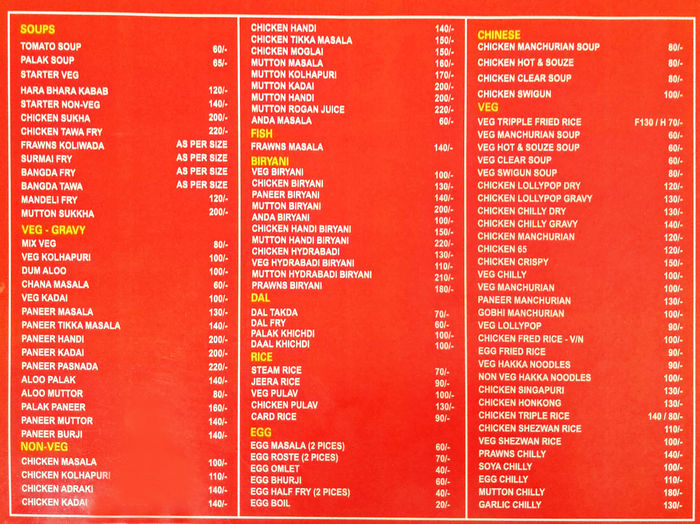 SOUPS
TOMATO SOUP 60/-
PALAK SOUP 65/-
STARTER VEG
HARA BHARA KABAB 120/-
STARTER NON-VEG 140/-
CHICKEN SUKHA 200/-
CHICKEN TAWA FRY 220/-
FRAWNS KOLIWADA AS PER SIZE
SURMAI FRY AS PER SIZE
BANGDA FRY AS PER SIZE
BANGDA TAWA AS PER SIZE
MANDELI FRY 120/-
MUTTON SUKKHA 200/-
VEG - GRAVY
MIX VEG 80/-
VEG KOLHAPURI 100/-
DUM ALOO 100/-
CHANA MASALA 60/-
VEG KADAI 100/-
PANEER MASALA 130/-
PANEER TIKKA MASALA 140/-
PANEER HANDI 200/-
PANEER KADAI 200/-
PANEER PASNADA 220/-
ALOO PALAK 140/-
ALOO MUTTOR 80/-
PALAK PANEER 160/-
PANEER MUTTOR 140/-
PANEER BURJI 140/-
NON-VEG
CHICKEN MASALA 100/-
CHICKEN KOLHAPURI 110/-
CHICKEN ADRAKI 140/-
CHICKEN KADAI 140/-
CHICKEN HANDI 140/-
CHICKEN TIKKA MASALA 150/-
CHICKEN MOGLAI 150/-
MUTTON MASALA 160/-
MUTTON KOLHAPURI 170/-
MUTTON KADAI 200/-
MUTTON HANDI 200/-
MUTTON ROGAN JUICE 220/-
ANDA MASALA 60/-
FISH
FRAWNS MASALA 140/-
BIRYANI
VEG BIRYANI 100/-
CHICKEN BIRYANI 130/-
PANEER BIRYANI 140/-
MUTTON BIRYANI 200/-
ANDA BIRYANI 100/-
CHICKEN HANDI BIRYANI 150/-
MUTTON HANDI BIRYANI 220/-
CHICKEN HYDRABADI 130/-
VEG HYDRABADI BIRYANI 110/-
MUTTON HYDRABADI BIRYANI 210/-
PRAWNS BIRYANI 180/-
DAL
DAL TAKDA 70/-
DAL FRY 60/-
PALAK KHICHDI 100/-
DAAL KHICHDI 100/-
RICE
STEAM RICE 70/-
JEERA RICE 90/-
VEG PULAV 100/-
CHICKEN PULAV 130/-
CARD RICE 90/-
EGG
EGG MASALA (2 PICES) 60/-
EGG ROSTE (2 PICES) 70/-
EGG OMLET 40/-
EGG BHURJI 60/-
EGG HALF FRY (2 PICES) 40/-
EGG BOIL 20/-
CHINESE
CHICKEN MANCHURIAN SOUP 80/-
CHICKEN HOT & SOUZE 80/-
CHICKEN CLEAR SOUP 80/-
CHICKEN SWIGUN 100/-
VEG
VEG TRIPPLE FRIED RICE F130 / H 70/-
VEG MANCHURIAN SOUP 60/-
VEG HOT & SOUZE SOUP 60/-
VEG CLEAR SOUP 60/-
VEG SWIGUN SOUP 80/-
CHICKEN LOLLYPOP DRY 120/-
CHICKEN LOLLYPOP GRAVY 130/-
CHICKEN CHILLY DRY 130/-
CHICKEN CHILLY GRAVY 140/-
CHICKEN MANCHURIAN 120/-
CHICKEN 65 120/-
CHICKEN CRISPY 150/-
VEG CHILLY 100/-
VEG MANCHURIAN 100/-
PANEER MANCHURIAN 130/-
GOBHI MANCHURIAN 100/-
VEG LOLLYPOP 90/-
CHICKEN FRED RICE - V/N 100/-
EGG FRIED RICE 90/-
VEG HAKKA NOODLES 100/-
NON VEG HAKKA NOODLES 100/-
CHICKEN SINGAPURI 130/-
CHICKEN HONKONG 130/-
CHICKEN TRIPLE RICE 140 / 80/-
CHICKEN SHEZWAN RICE 110/-
VEG SHEZWAN RICE 100/-
PRAWNS CHILLY 140/-
SOYA CHILLY 100/-
EGG CHILLY 110/-
MUTTON CHILLY 180/-
GARLIC CHILLY 130/-